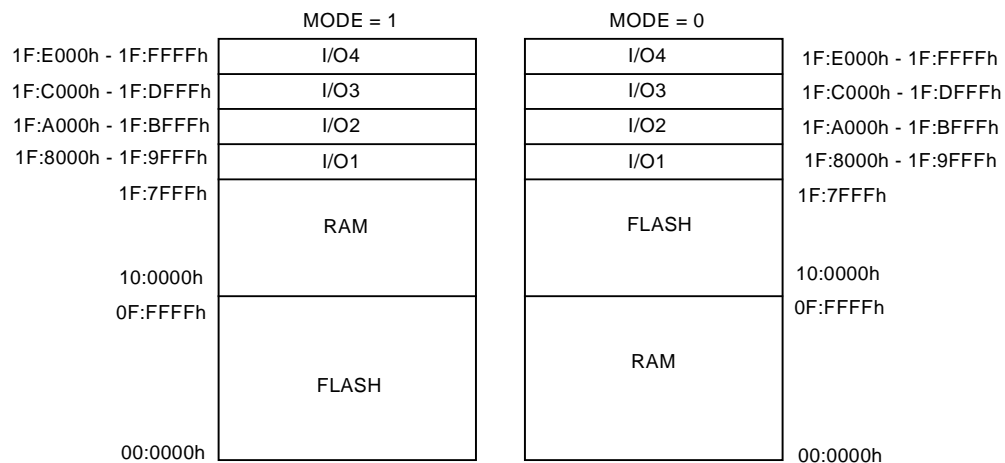 MODE = 1 MODE = 0
1F:E000h - 1F:FFFFh I/O4 I/O4 1F:E000h - 1F:FFFFh
1F:C000h - 1F:DFFFh I/O3 I/O3 1F:C000h - 1F:DFFFh
1F:A000h - 1F:BFFFh I/O2 I/O2 1F:A000h - 1F:BFFFh
1F:8000h - 1F:9FFFh I/O1 I/O1 1F:8000h - 1F:9FFFh
1F:7FFFh 1F:7FFFh
RAM FLASH
10:0000h 10:0000h
0F:FFFFh 0F:FFFFh
FLASH RAM
00:0000h 00:0000h